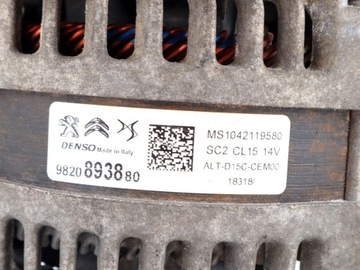 DENSO Made in Italy
9820893880
MS1042119580
SC2 CL15 14V
ALT-D15C-CEM00
18318/